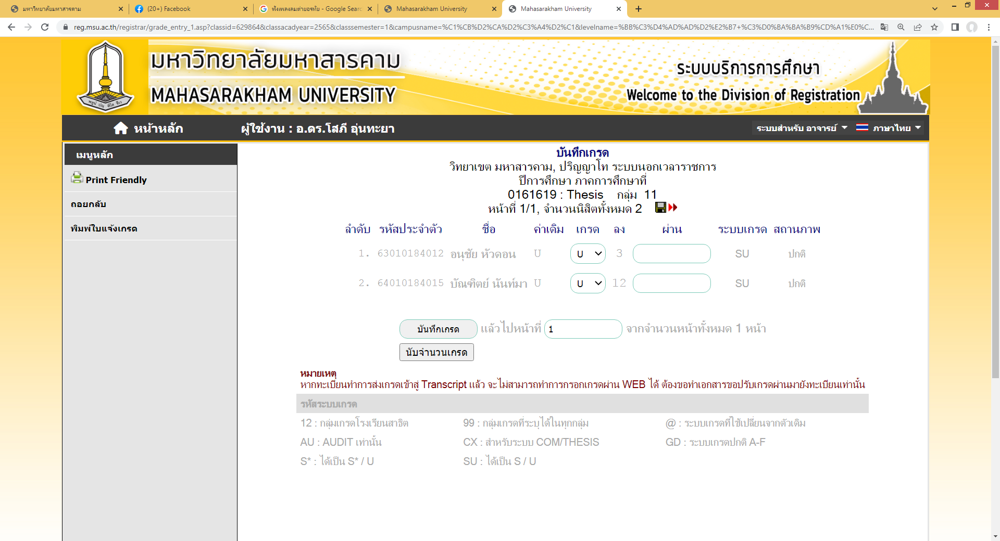 มหาวิทยาลัยมหาสารคาม
(20+) Facebook
ฟังเพลงลมต่ายอรทัย - Google Searc
Mahasarakham University
Mahasarakham University
reg.msu.ac.th/registrar/grade_entry_1.asp?classid=629864&classacadyear=2565&classsemester=1&campusname=%C1%CB%D2%CA%D2%C3%A4%D2%C1&levelname=%BB%C3%D4%AD%AD%D2%E2%B7+%C3%D0%BA%BA%B9%CD%A1%E0%C...
มหาวิทยาลัยมหาสารคาม
MAHASARAKHAM UNIVERSITY
ระบบบริการการศึกษา
Welcome to the Division of Registration
พหูนํ ปณฺ ฑิโต ชีเว
หน้าหลัก
ผู้ใช้งาน : อ.ดร.โสภี อุ่นทะยา
ระบบสำหรับ อาจารย์
ภาษาไทย
เมนูหลัก
Print Friendly
ถอยกลับ
พิมพ์ใบแจ้งเกรด
บันทึกเกรด
วิทยาเขต มหาสารคาม, ปริญญาโท ระบบนอกเวลาราชการ
ปีการศึกษา ภาคการศึกษาที่
0161619 : Thesis กลุ่ม 11
หน้าที่ 1/1, จำนวนนิสิตทั้งหมด 2
ลำดับ รหัสประจำตัว ชื่อ ค่าเดิม เกรด ลง ผ่าน ระบบเกรด สถานภาพ
1. 63010184012 อนุชัย หัวดอน U U 3 SU ปกติ
2. 64010184015 บัณฑิตย์ นันท์มา U U 12 SU ปกติ
บันทึกเกรด แล้วไปหน้าที่ 1 จากจำนวนหน้าทั้งหมด 1 หน้า
นับจำนวนเกรด
หมายเหตุ
หากทะเบียนทำการส่งเกรดเข้าสู่ Transcript แล้ว จะไม่สามารถทำการกรอกเกรดผ่าน WEB ได้ ต้องขอทำเอกสารขอปรับเกรดผ่านมายังทะเบียนเท่านั้น
รหัสระบบเกรด
12 : กลุ่มเกรดโรงเรียนสาธิต 99 : กลุ่มเกรดที่ระบุได้ในทุกกลุ่ม @ : ระบบเกรดที่ใช้เปลี่ยนจากตัวเดิม
AU : AUDIT เท่านั้น CX : สำหรับระบบ COM/THESIS GD : ระบบเกรดปกติ A-F
S* : ได้เป็น S* / U SU : ได้เป็น S / U